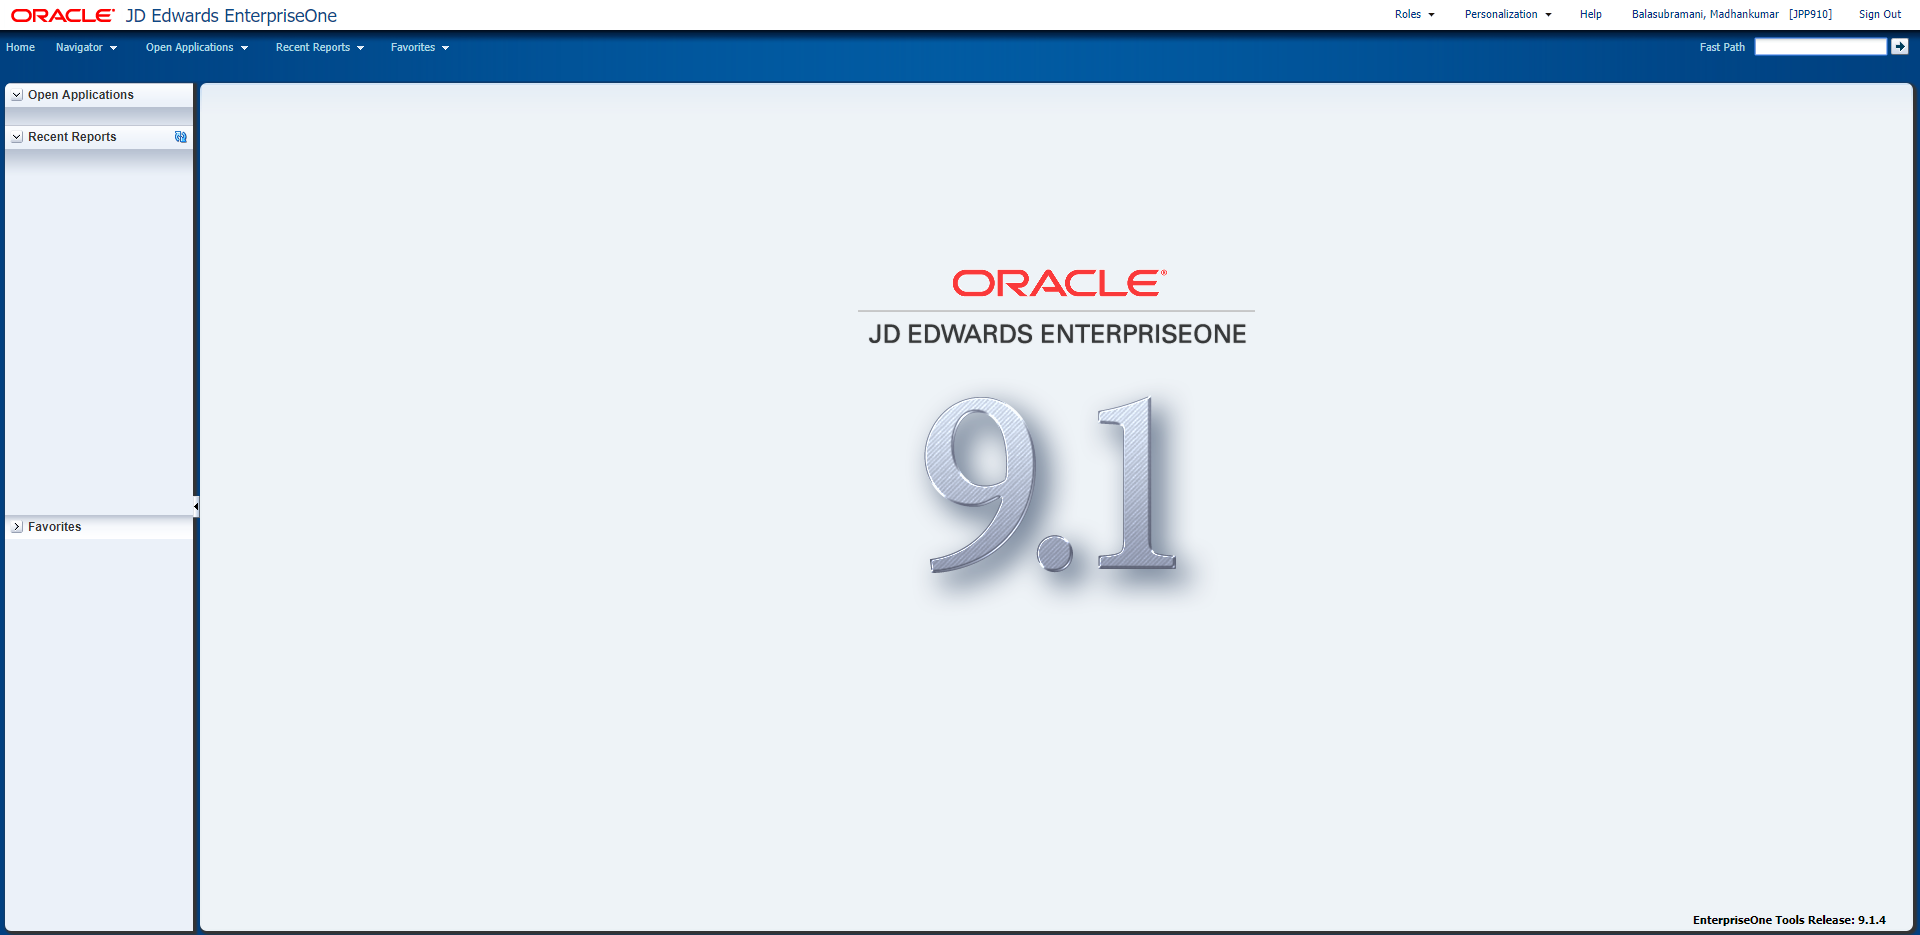 ORACLE® JD Edwards EnterpriseOne
Roles Personalization Help Balasubramani, Madhankumar [JPP910] Sign Out
Home Navigator Open Applications Recent Reports Favorites Fast Path
Open Applications
Recent Reports
Favorites
ORACLE®
JD EDWARDS ENTERPRISEONE
9.1
EnterpriseOne Tools Release: 9.1.4